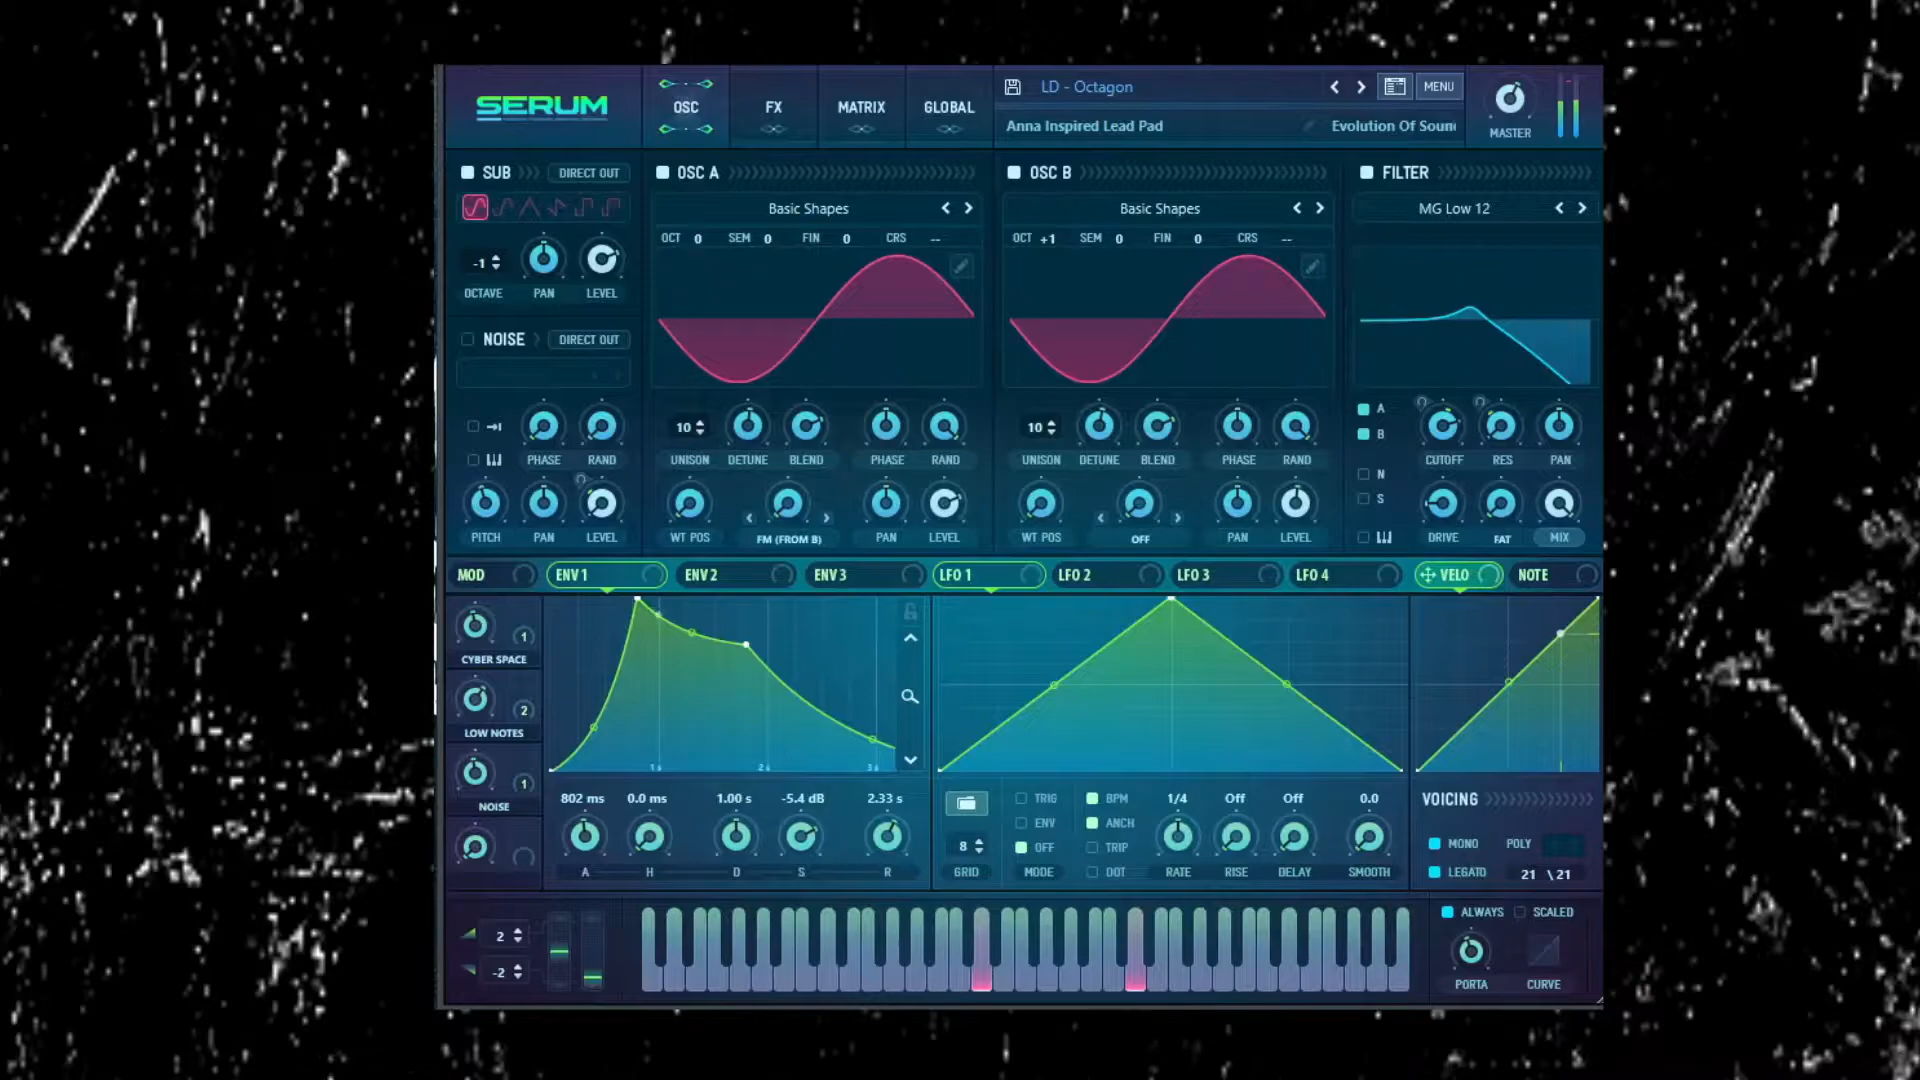 SERUM
OSC
FX
MATRIX
GLOBAL
LD - Octagon
MENU
Anna Inspired Lead Pad
Evolution Of Soun
MASTER
SUB
DIRECT OUT
-1
OCTAVE PAN LEVEL
NOISE
DIRECT OUT
PHASE RAND
PITCH PAN LEVEL
OSC A
Basic Shapes
OCT 0 SEM 0 FIN 0 CRS --
10
UNISON DETUNE BLEND PHASE RAND
WT POS FM (FROM B) PAN LEVEL
OSC B
Basic Shapes
OCT +1 SEM 0 FIN 0 CRS --
10
UNISON DETUNE BLEND PHASE RAND
WT POS OFF PAN LEVEL
FILTER
MG Low 12
A
B
N
S
CUTOFF RES PAN
DRIVE FAT MIX
MOD ENV 1 ENV 2 ENV 3 LFO 1 LFO 2 LFO 3 LFO 4 VELO NOTE
1
CYBER SPACE
2
LOW NOTES
1
NOISE
1s 2s 3s
802 ms 0.0 ms 1.00 s -5.4 dB 2.33 s
A H D S R
8
GRID
TRIG
ENV
OFF
MODE
BPM
ANCH
TRIP
DOT
1/4 Off Off 0.0
RATE RISE DELAY SMOOTH
VOICING
MONO POLY
LEGATO 21 \ 21
2
-2
ALWAYS SCALED
PORTA CURVE